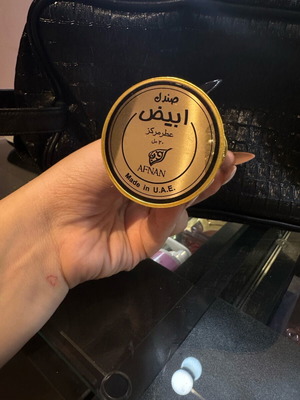 صندل
ابيض
عطر مركز
٢٠ مل
AFNAN
Made in U.A.E.